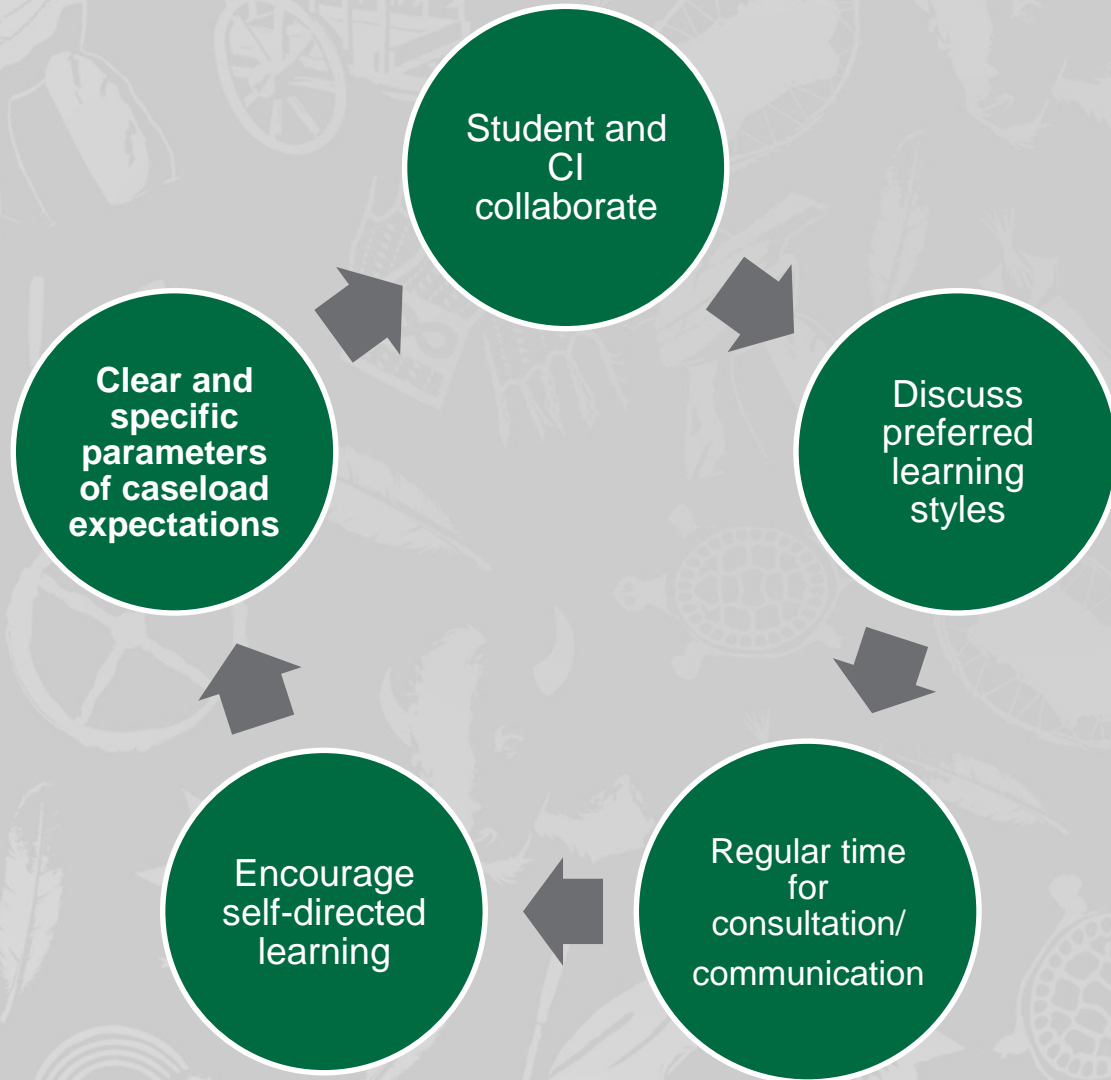 Student and
CI
collaborate
Discuss
preferred
learning
styles
Regular time
for
consultation/
communication
Encourage
self-directed
learning
Clear and
specific
parameters
of caseload
expectations